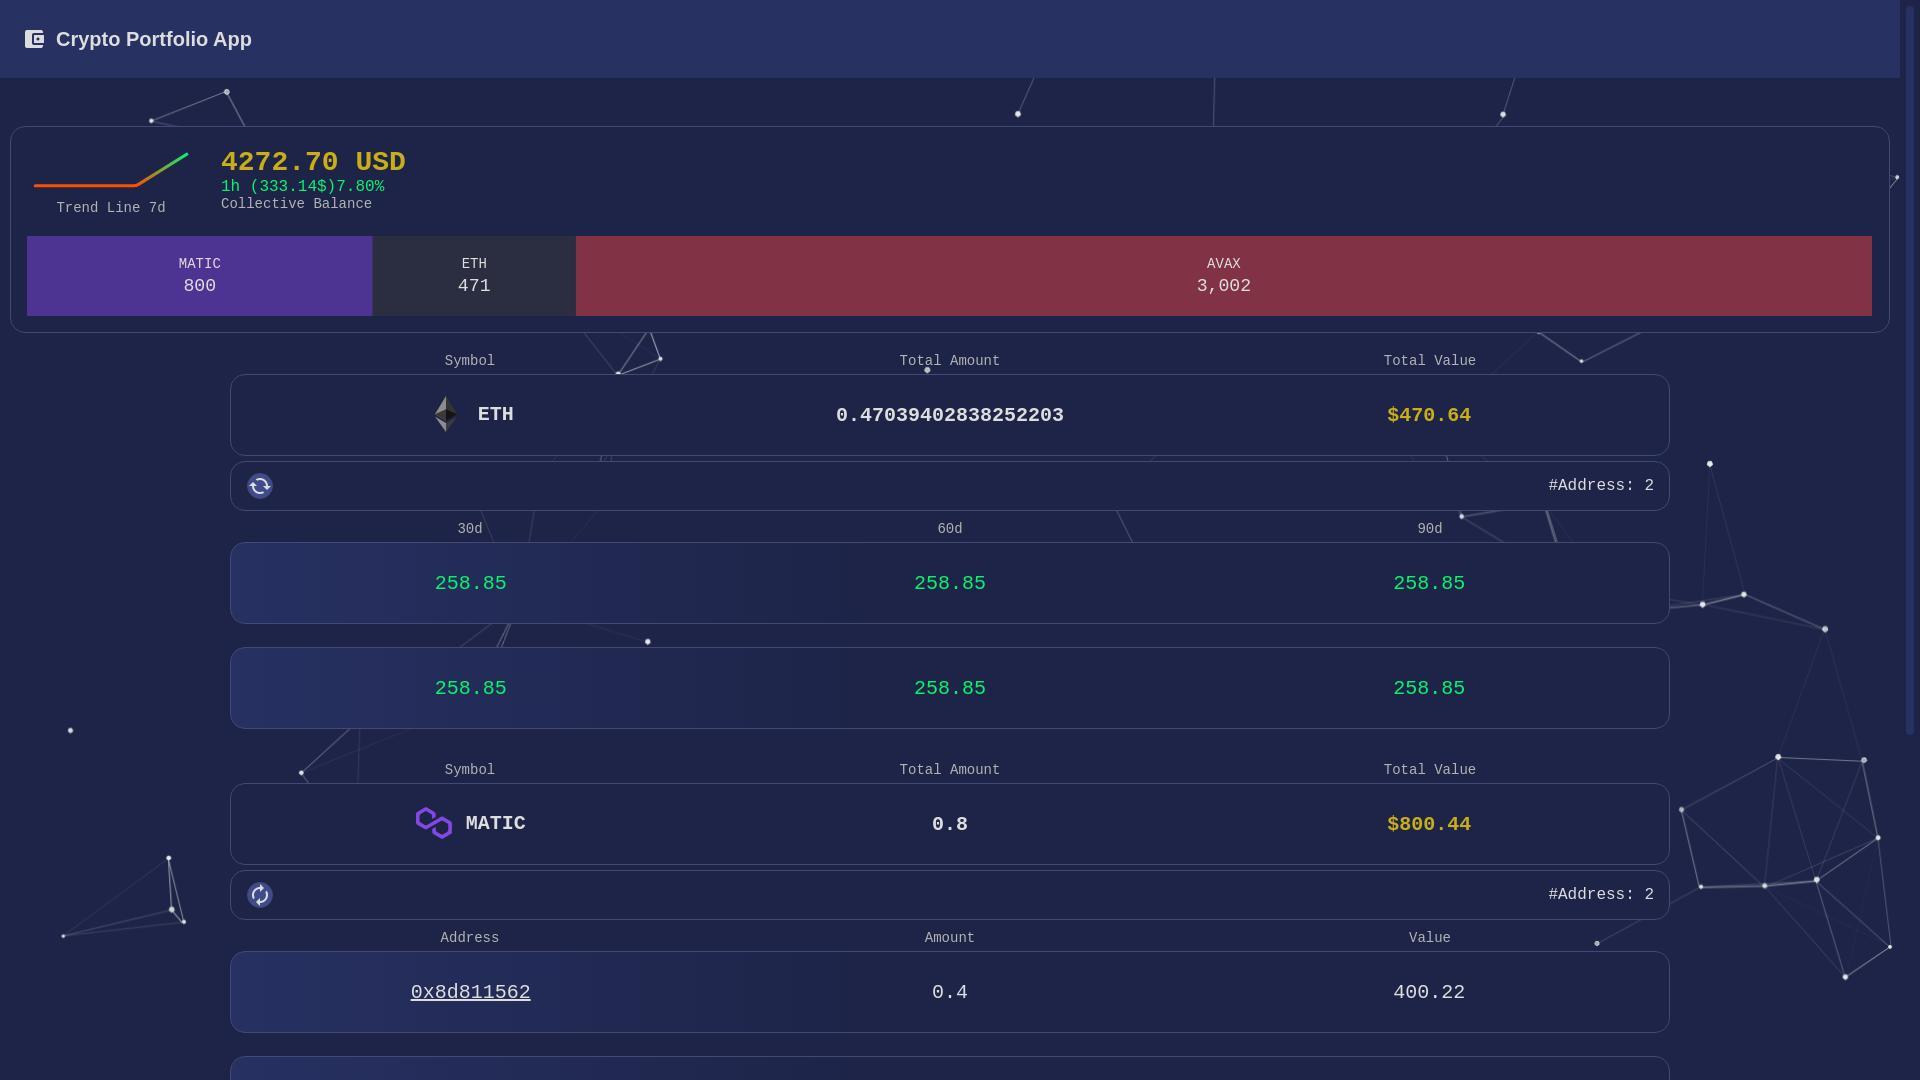 Crypto Portfolio App
4272.70 USD
1h (333.14$)7.80%
Collective Balance
Trend Line 7d
MATIC
800
ETH
471
AVAX
3,002
Symbol Total Amount Total Value
ETH 0.47039402838252203 $470.64
#Address: 2
30d 60d 90d
258.85 258.85 258.85
258.85 258.85 258.85
Symbol Total Amount Total Value
MATIC 0.8 $800.44
#Address: 2
Address Amount Value
0x8d811562 0.4 400.22